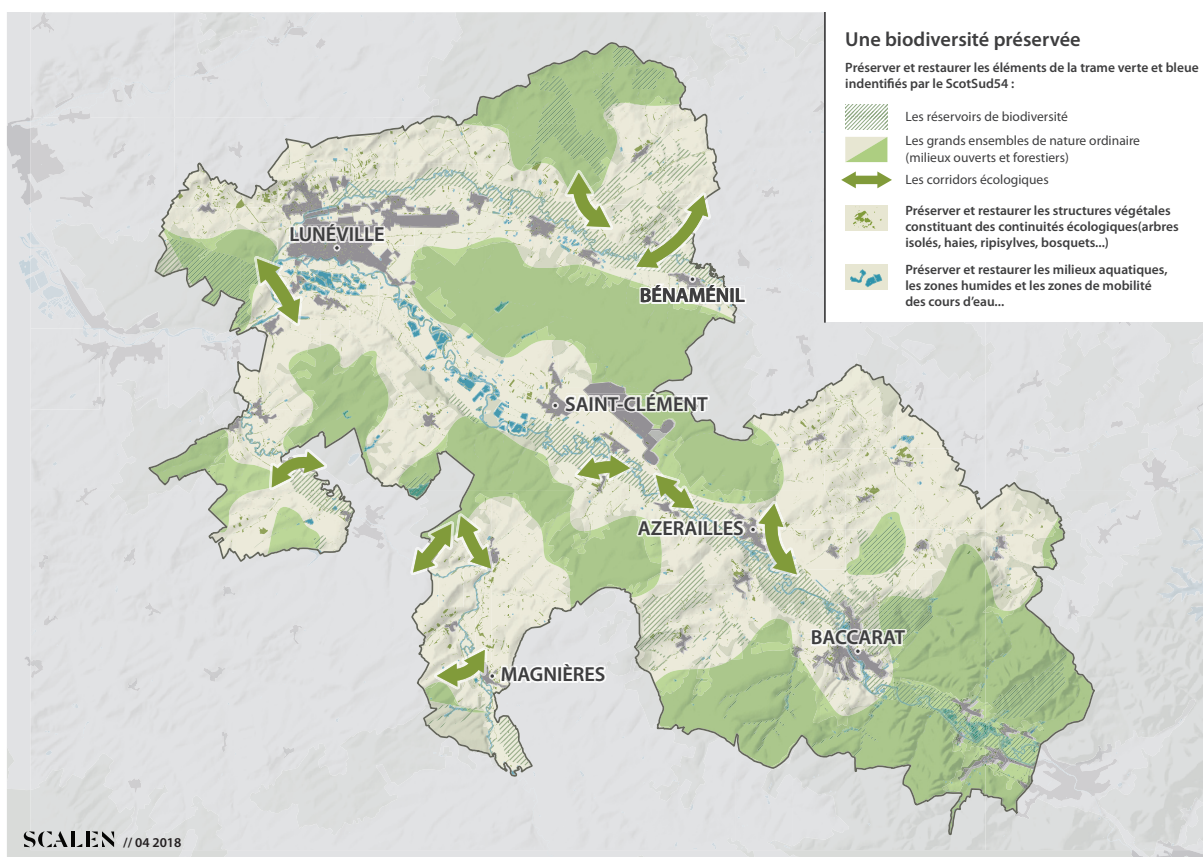 Une biodiversité préservée
Préserver et restaurer les éléments de la trame verte et bleue
indentifiés par le ScotSud54 :
Les réservoirs de biodiversité
Les grands ensembles de nature ordinaire
(milieux ouverts et forestiers)
Les corridors écologiques
Préserver et restaurer les structures végétales
constituant des continuités écologiques(arbres
isolés, haies, ripisylves, bosquets...)
Préserver et restaurer les milieux aquatiques,
les zones humides et les zones de mobilité
des cours d'eau...
LUNÉVILLE
BÉNAMÉNIL
SAINT-CLÉMENT
AZERAILLES
BACCARAT
MAGNIÈRES
SCALEN // 04 2018